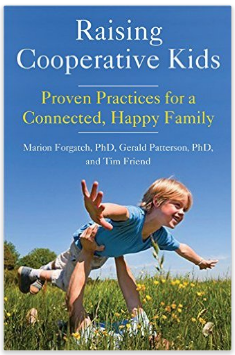 Raising
Cooperative Kids
Proven Practices for a
Connected, Happy Family
Marion Forgatch, PhD, Gerald Patterson, PhD,
and Tim Friend